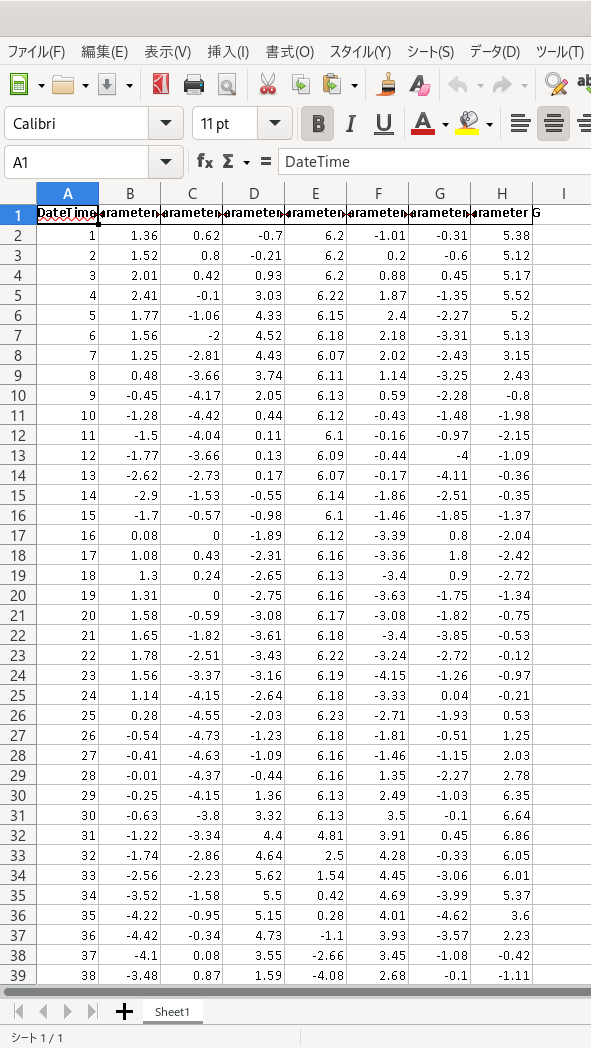 ファイル(F) 編集(E) 表示(V) 挿入(I) 書式(O) スタイル(Y) シート(S) データ(D) ツール(T)
Calibri 11 pt B I U A
A1 fx Σ = DateTime
A B C D E F G H I
1 DateTime arameter arameter arameter arameter arameter arameter arameter G
2 1 1.36 0.62 -0.7 6.2 -1.01 -0.31 5.38
3 2 1.52 0.8 -0.21 6.2 0.2 -0.6 5.12
4 3 2.01 0.42 0.93 6.2 0.88 0.45 5.17
5 4 2.41 -0.1 3.03 6.22 1.87 -1.35 5.52
6 5 1.77 -1.06 4.33 6.15 2.4 -2.27 5.2
7 6 1.56 -2 4.52 6.18 2.18 -3.31 5.13
8 7 1.25 -2.81 4.43 6.07 2.02 -2.43 3.15
9 8 0.48 -3.66 3.74 6.11 1.14 -3.25 2.43
10 9 -0.45 -4.17 2.05 6.13 0.59 -2.28 -0.8
11 10 -1.28 -4.42 0.44 6.12 -0.43 -1.48 -1.98
12 11 -1.5 -4.04 0.11 6.1 -0.16 -0.97 -2.15
13 12 -1.77 -3.66 0.13 6.09 -0.44 -4 -1.09
14 13 -2.62 -2.73 0.17 6.07 -0.17 -4.11 -0.36
15 14 -2.9 -1.53 -0.55 6.14 -1.86 -2.51 -0.35
16 15 -1.7 -0.57 -0.98 6.1 -1.46 -1.85 -1.37
17 16 0.08 0 -1.89 6.12 -3.39 0.8 -2.04
18 17 1.08 0.43 -2.31 6.16 -3.36 1.8 -2.42
19 18 1.3 0.24 -2.65 6.13 -3.4 0.9 -2.72
20 19 1.31 0 -2.75 6.16 -3.63 -1.75 -1.34
21 20 1.58 -0.59 -3.08 6.17 -3.08 -1.82 -0.75
22 21 1.65 -1.82 -3.61 6.18 -3.4 -3.85 -0.53
23 22 1.78 -2.51 -3.43 6.22 -3.24 -2.72 -0.12
24 23 1.56 -3.37 -3.16 6.19 -4.15 -1.26 -0.97
25 24 1.14 -4.15 -2.64 6.18 -3.33 0.04 -0.21
26 25 0.28 -4.55 -2.03 6.23 -2.71 -1.93 0.53
27 26 -0.54 -4.73 -1.23 6.18 -1.81 -0.51 1.25
28 27 -0.41 -4.63 -1.09 6.16 -1.46 -1.15 2.03
29 28 -0.01 -4.37 -0.44 6.16 1.35 -2.27 2.78
30 29 -0.25 -4.15 1.36 6.13 2.49 -1.03 6.35
31 30 -0.63 -3.8 3.32 6.13 3.5 -0.1 6.64
32 31 -1.22 -3.34 4.4 4.81 3.91 0.45 6.86
33 32 -1.74 -2.86 4.64 2.5 4.28 -0.33 6.05
34 33 -2.56 -2.23 5.62 1.54 4.45 -3.06 6.01
35 34 -3.52 -1.58 5.5 0.42 4.69 -3.99 5.37
36 35 -4.22 -0.95 5.15 0.28 4.01 -4.62 3.6
37 36 -4.42 -0.34 4.73 -1.1 3.93 -3.57 2.23
38 37 -4.1 0.08 3.55 -2.66 3.45 -1.08 -0.42
39 38 -3.48 0.87 1.59 -4.08 2.68 -0.1 -1.11
Sheet1
シート 1 / 1